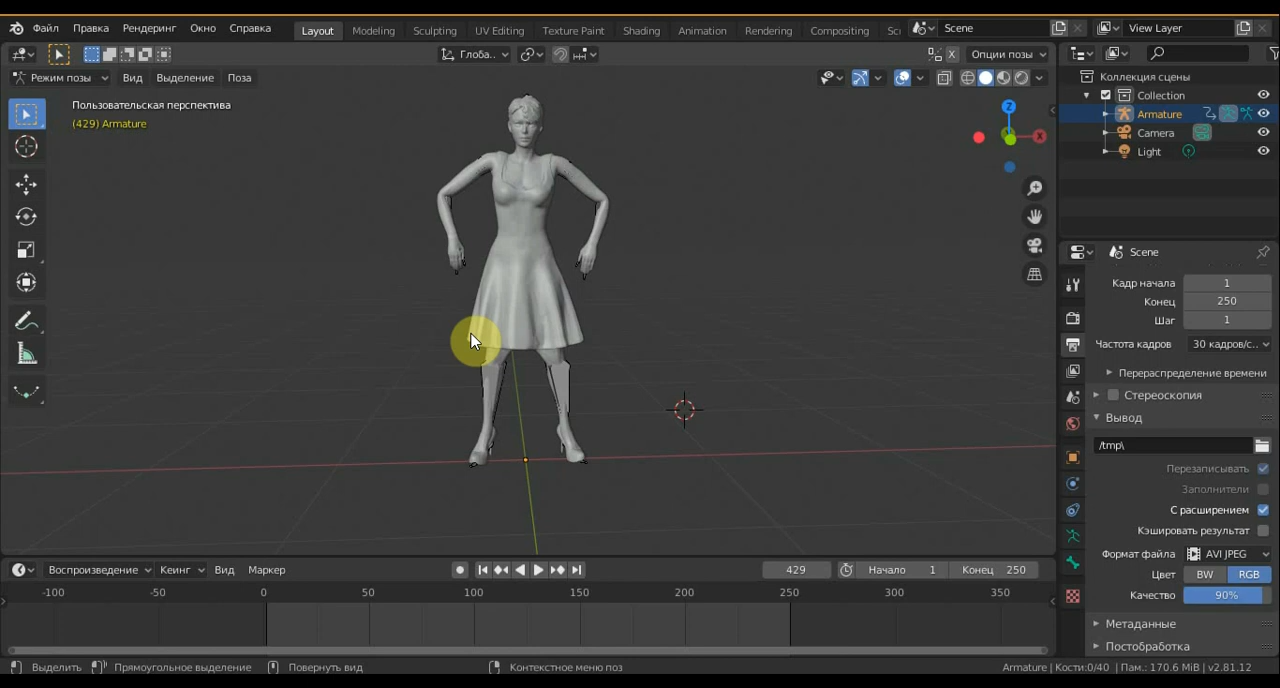 Файл Правка Рендеринг Окно Справка Layout Modeling Sculpting UV Editing Texture Paint Shading Animation Rendering Compositing Sc Scene View Layer
Глоба... X Опции позы
Режим позы Вид Выделение Поза
Пользовательская перспектива
(429) Armature
Z
X
Коллекция сцены
Collection
Armature
Camera
Light
Scene
Кадр начала 1
Конец 250
Шаг 1
Частота кадров 30 кадров/с..
Перераспределение времени
Стереоскопия
Вывод
/tmp\
Перезаписывать
Заполнители
С расширением
Кэшировать результат
Формат файла AVI JPEG
Цвет BW RGB
Качество 90%
Метаданные
Постобработка
Воспроизведение Кеинг Вид Маркер 429 Начало 1 Конец 250
-100 -50 0 50 100 150 200 250 300 350
Выделить Прямоугольное выделение Повернуть вид Контекстное меню поз Armature | Кости:0/40 | Пам.: 170.6 MiB | v2.81.12